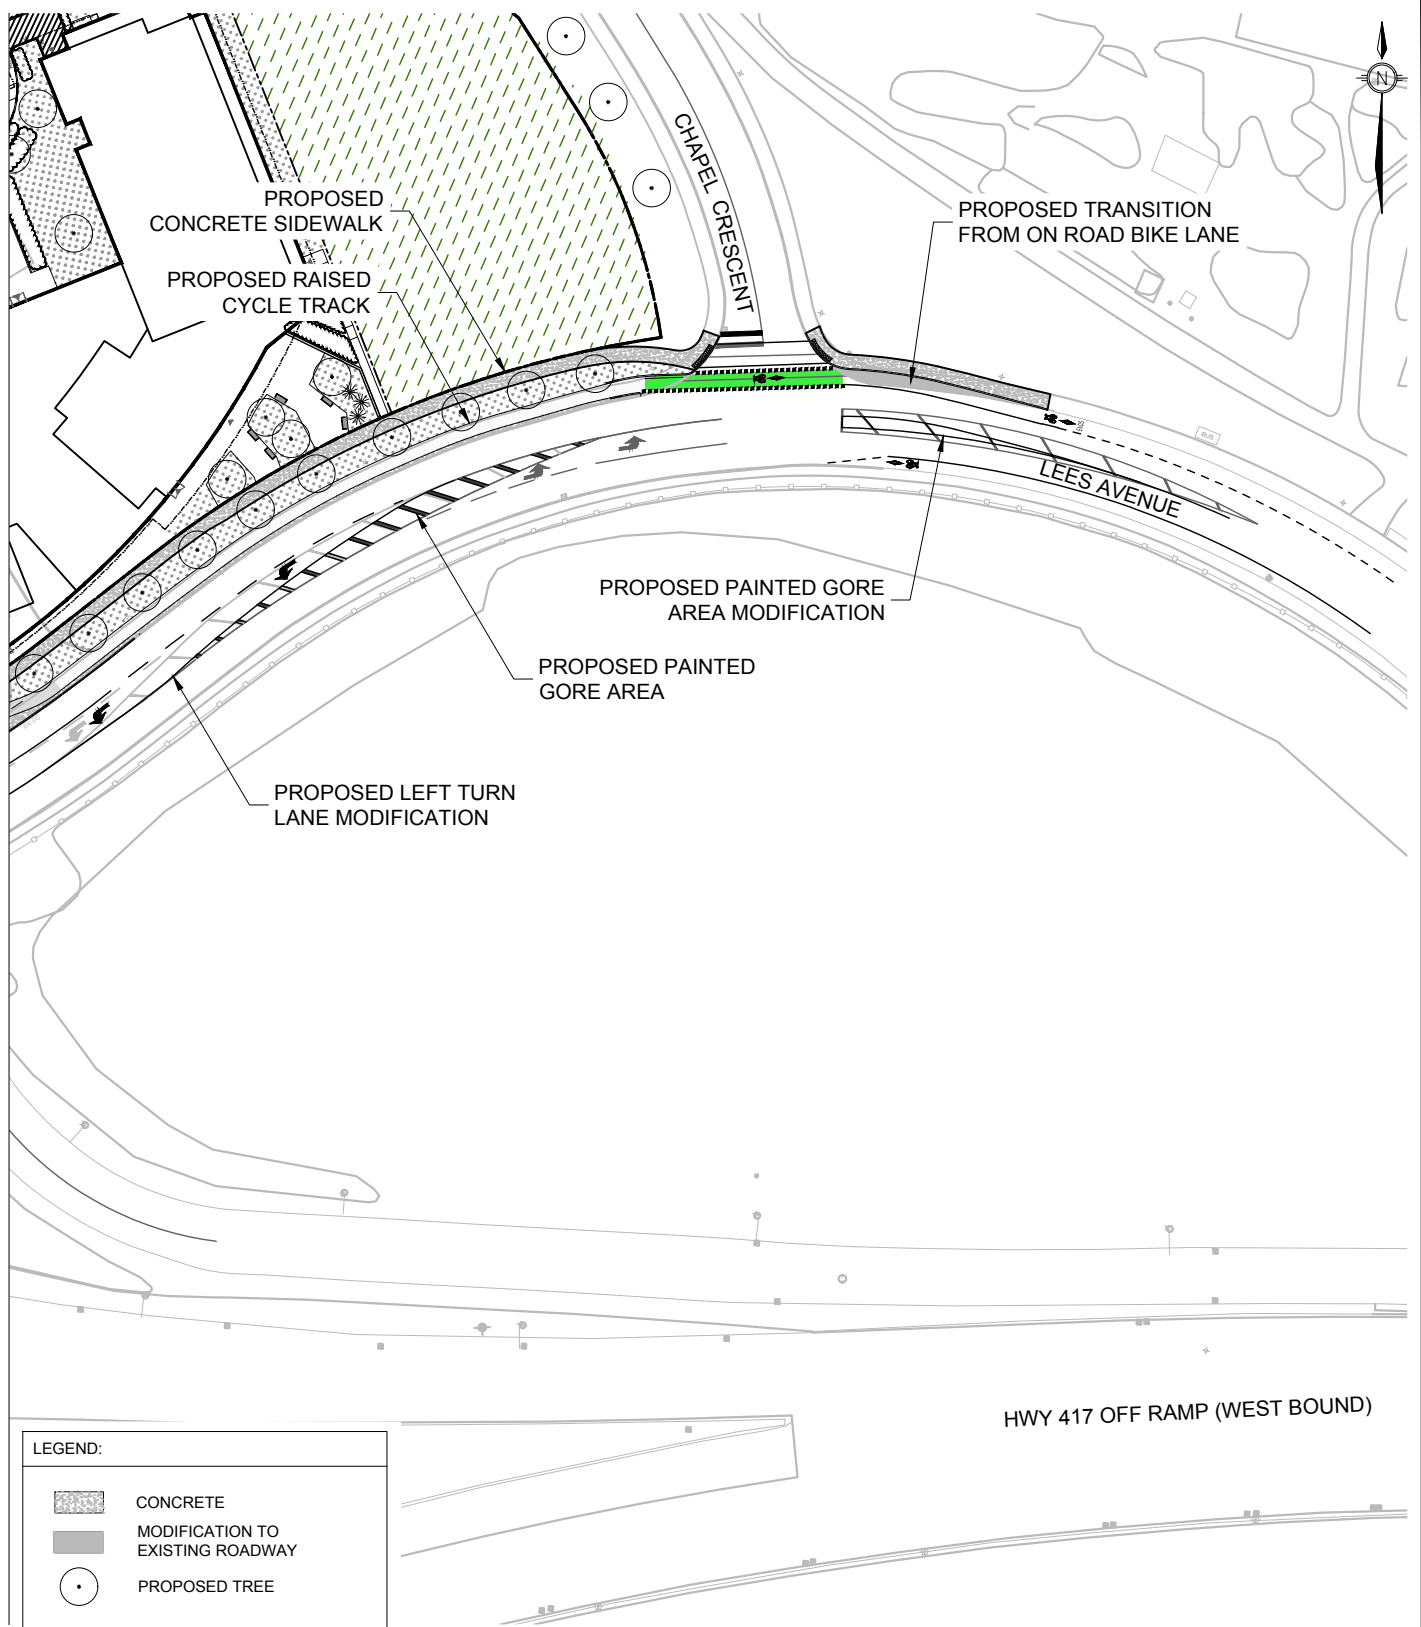 N
CHAPEL CRESCENT
PROPOSED
CONCRETE SIDEWALK
PROPOSED TRANSITION
FROM ON ROAD BIKE LANE
PROPOSED RAISED
CYCLE TRACK
BUS
LEES AVENUE
PROPOSED PAINTED GORE
AREA MODIFICATION
PROPOSED PAINTED
GORE AREA
PROPOSED LEFT TURN
LANE MODIFICATION
HWY 417 OFF RAMP (WEST BOUND)
LEGEND:
CONCRETE
MODIFICATION TO
EXISTING ROADWAY
PROPOSED TREE